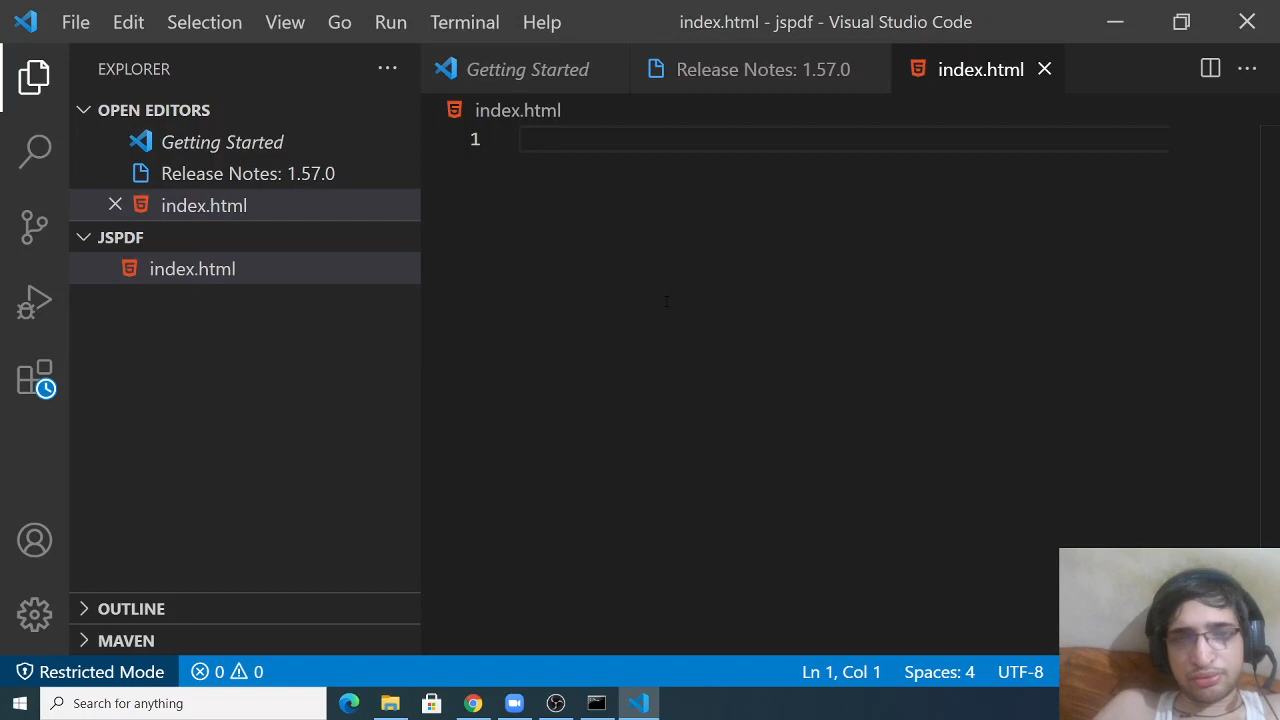 File Edit Selection View Go Run Terminal Help
index.html - jspdf - Visual Studio Code
EXPLORER
Getting Started
Release Notes: 1.57.0
index.html
OPEN EDITORS
Getting Started
Release Notes: 1.57.0
index.html
JSPDF
index.html
OUTLINE
MAVEN
index.html
1
Restricted Mode 0 0 Ln 1, Col 1 Spaces: 4 UTF-8
Search for anything